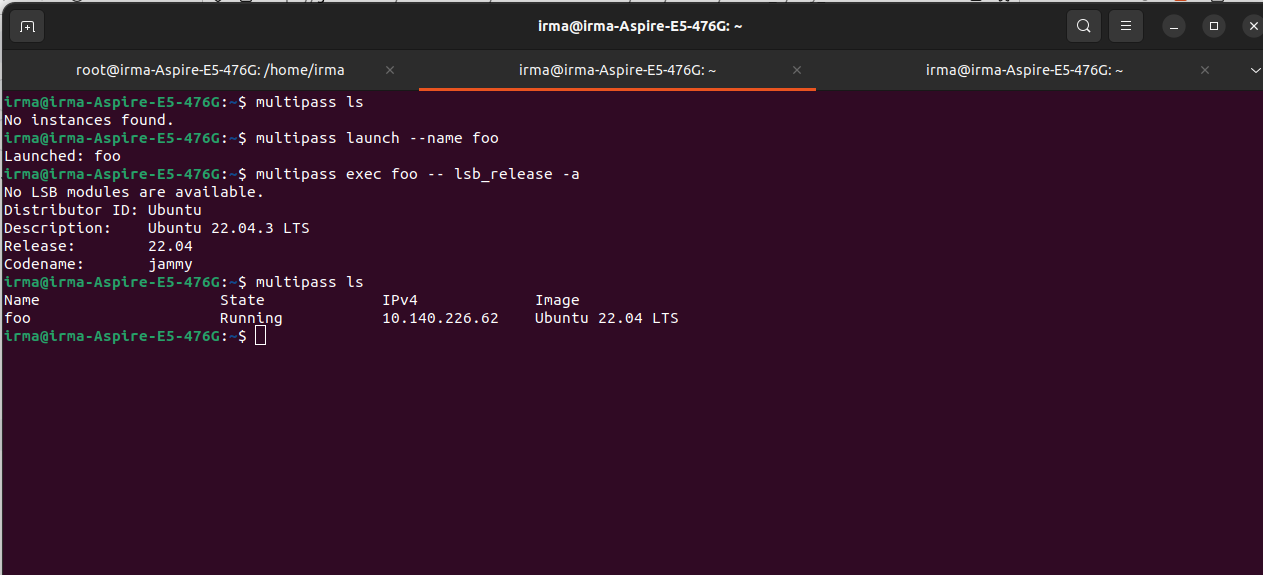 irma@irma-Aspire-E5-476G: ~
root@irma-Aspire-E5-476G: /home/irma
irma@irma-Aspire-E5-476G: ~
irma@irma-Aspire-E5-476G: ~
irma@irma-Aspire-E5-476G:~$ multipass ls
No instances found.
irma@irma-Aspire-E5-476G:~$ multipass launch --name foo
Launched: foo
irma@irma-Aspire-E5-476G:~$ multipass exec foo -- lsb_release -a
No LSB modules are available.
Distributor ID: Ubuntu
Description:    Ubuntu 22.04.3 LTS
Release:        22.04
Codename:       jammy
irma@irma-Aspire-E5-476G:~$ multipass ls
Name                    State             IPv4             Image
foo                     Running           10.140.226.62    Ubuntu 22.04 LTS
irma@irma-Aspire-E5-476G:~$